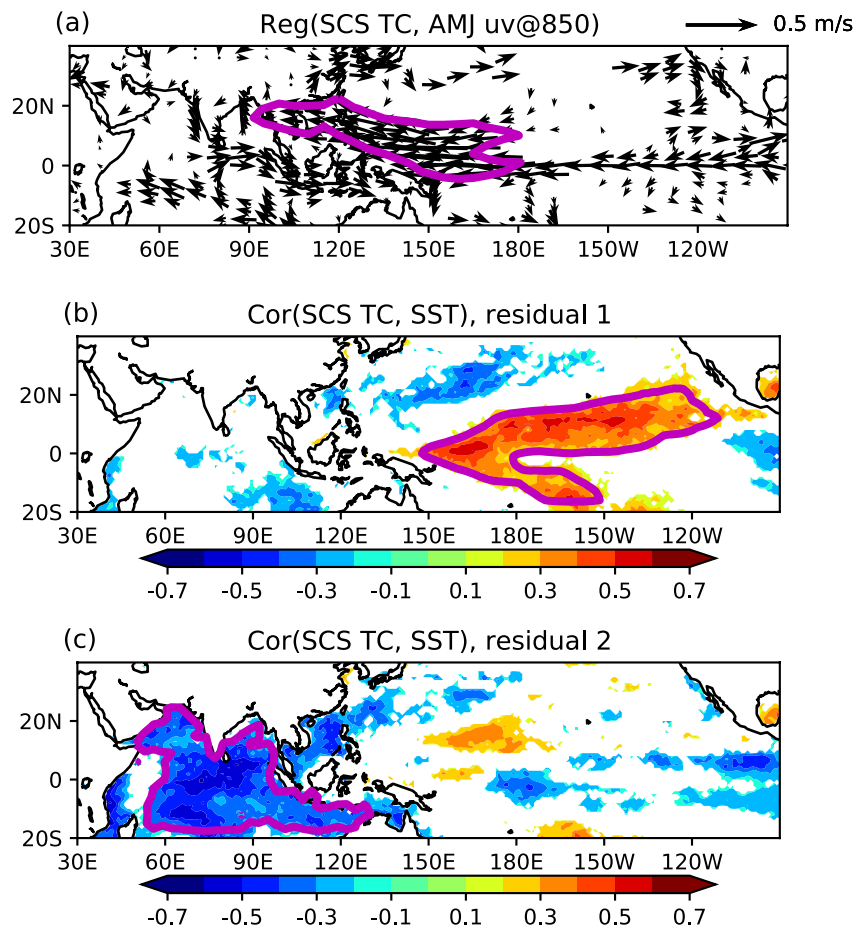 (a) Reg(SCS TC, AMJ uv@850) 0.5 m/s
20N
0
20S
30E 60E 90E 120E 150E 180E 150W 120W
(b) Cor(SCS TC, SST), residual 1
20N
0
20S
30E 60E 90E 120E 150E 180E 150W 120W
-0.7 -0.5 -0.3 -0.1 0.1 0.3 0.5 0.7
(c) Cor(SCS TC, SST), residual 2
20N
0
20S
30E 60E 90E 120E 150E 180E 150W 120W
-0.7 -0.5 -0.3 -0.1 0.1 0.3 0.5 0.7